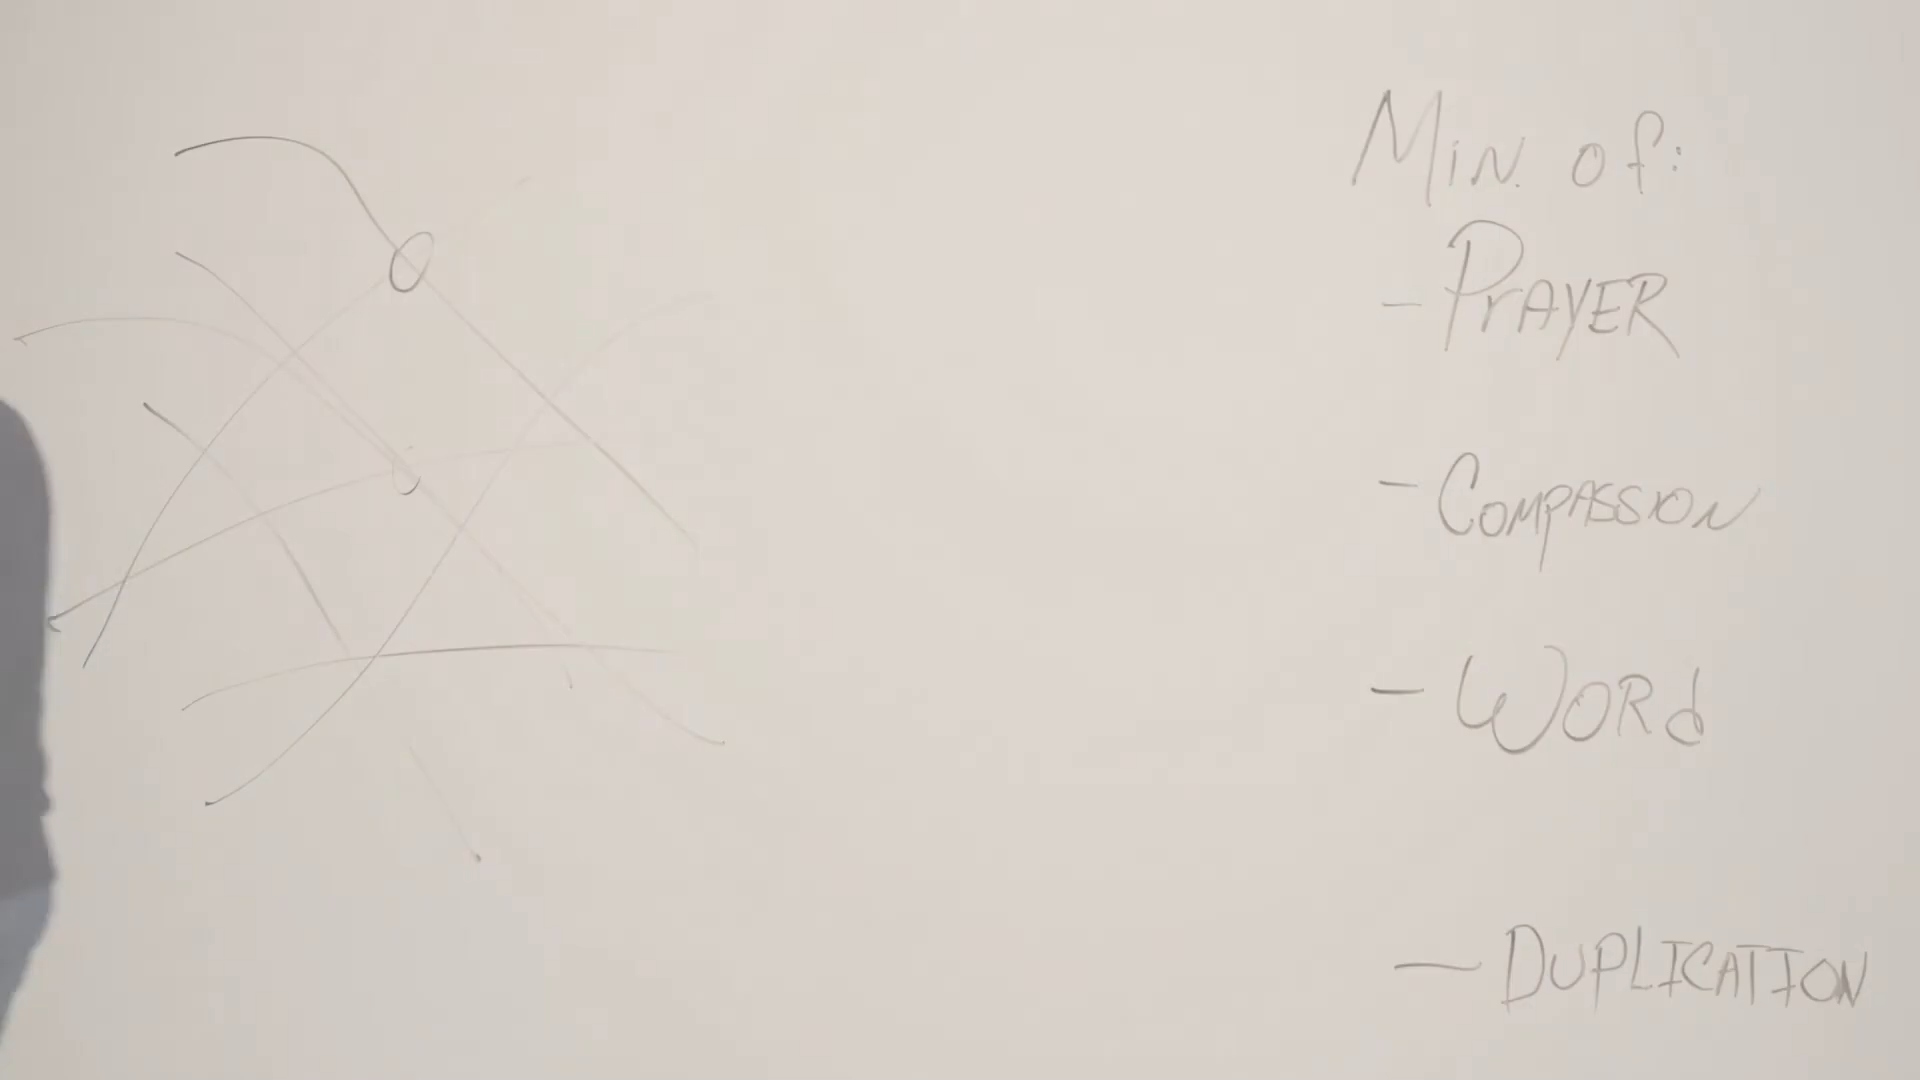 Min. of:
- Prayer
- Compassion
- Word
- Duplication